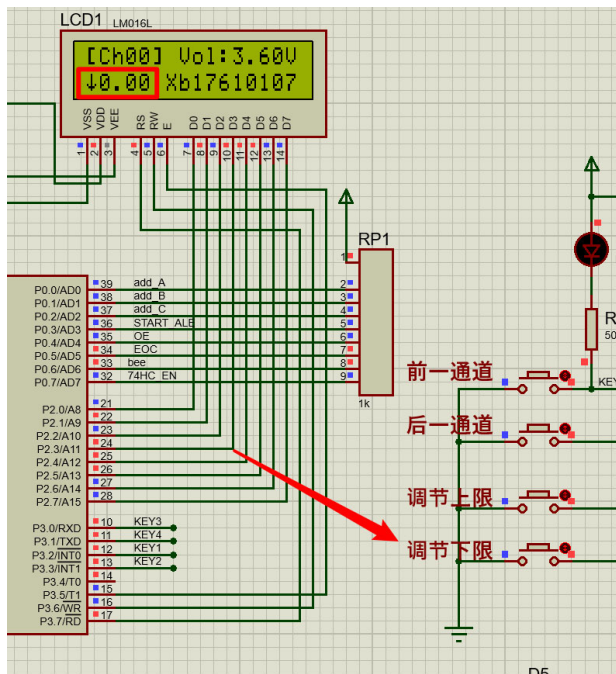 LCD1 LM016L
[Ch00] Vol:3.60V
↓0.00 Xb17610107
VSS VDD VEE RS RW E D0 D1 D2 D3 D4 D5 D6 D7
1 2 3 4 5 6 7 8 9 10 11 12 13 14
RP1
1
P0.0/AD0 39 add_A 2
P0.1/AD1 38 add_B 3
P0.2/AD2 37 add_C 4
P0.3/AD3 36 START_ALE 5
P0.4/AD4 35 OE 6
P0.5/AD5 34 EOC 7
P0.6/AD6 33 bee 8
P0.7/AD7 32 74HC_EN 9
1k
R
50
前一通道
KEY
后一通道
调节上限
调节下限
P2.0/A8 21
P2.1/A9 22
P2.2/A10 23
P2.3/A11 24
P2.4/A12 25
P2.5/A13 26
P2.6/A14 27
P2.7/A15 28
P3.0/RXD 10 KEY3
P3.1/TXD 11 KEY4
P3.2/INT0 12 KEY1
P3.3/INT1 13 KEY2
P3.4/T0 14
P3.5/T1 15
P3.6/WR 16
P3.7/RD 17
D5